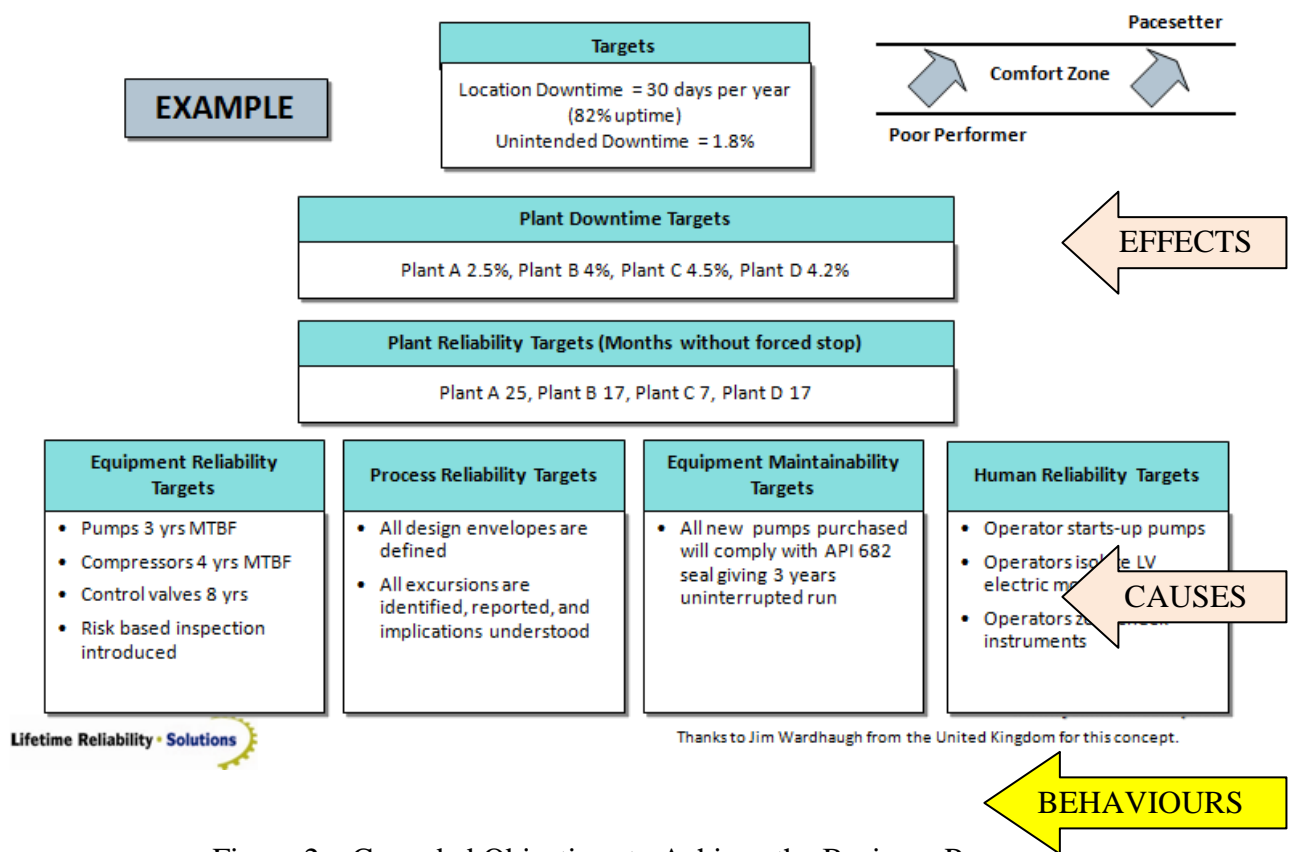 Pacesetter
Targets
Comfort Zone
Location Downtime = 30 days per year
(82% uptime)
Unintended Downtime = 1.8%
EXAMPLE
Poor Performer
Plant Downtime Targets
EFFECTS
Plant A 2.5%, Plant B 4%, Plant C 4.5%, Plant D 4.2%
Plant Reliability Targets (Months without forced stop)
Plant A 25, Plant B 17, Plant C 7, Plant D 17
Equipment Reliability
Targets
• Pumps 3 yrs MTBF
• Compressors 4 yrs MTBF
• Control valves 8 yrs
• Risk based inspection
introduced
Process Reliability Targets
• All design envelopes are
defined
• All excursions are
identified, reported, and
implications understood
Equipment Maintainability
Targets
• All new pumps purchased
will comply with API 682
seal giving 3 years
uninterrupted run
Human Reliability Targets
• Operator starts-up pumps
• Operators LV
electric
• Operators
instruments
CAUSES
Lifetime Reliability • Solutions
Thanks to Jim Wardhaugh from the United Kingdom for this concept.
BEHAVIOURS